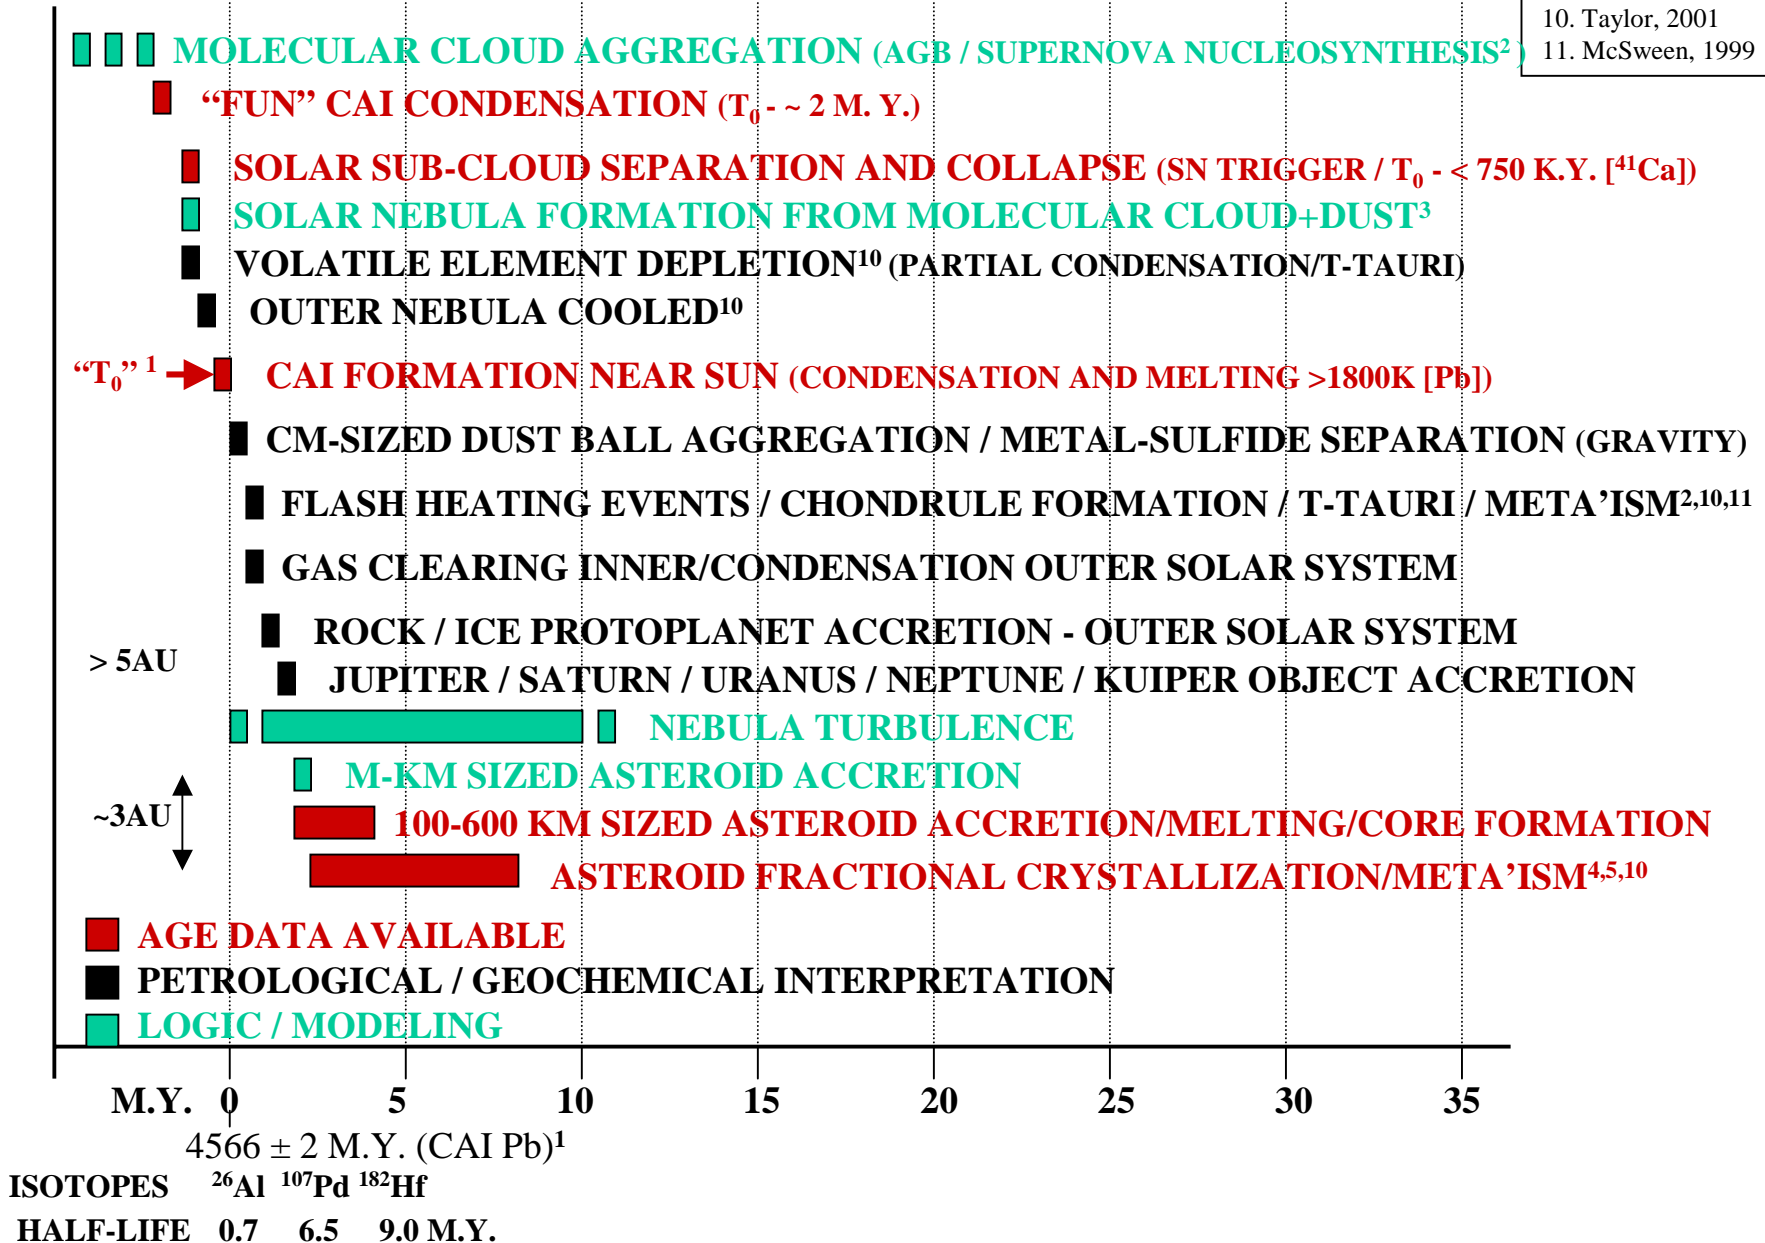 10. Taylor, 2001
11. McSween, 1999
MOLECULAR CLOUD AGGREGATION (AGB / SUPERNOVA NUCLEOSYNTHESIS²)
“FUN” CAI CONDENSATION (T₀ - ~ 2 M. Y.)
SOLAR SUB-CLOUD SEPARATION AND COLLAPSE (SN TRIGGER / T₀ - < 750 K.Y. [⁴¹Ca])
SOLAR NEBULA FORMATION FROM MOLECULAR CLOUD+DUST³
VOLATILE ELEMENT DEPLETION¹⁰ (PARTIAL CONDENSATION/T-TAURI)
OUTER NEBULA COOLED¹⁰
“T₀” ¹ CAI FORMATION NEAR SUN (CONDENSATION AND MELTING >1800K [Pb])
CM-SIZED DUST BALL AGGREGATION / METAL-SULFIDE SEPARATION (GRAVITY)
FLASH HEATING EVENTS / CHONDRULE FORMATION / T-TAURI / META’ISM²,¹⁰,¹¹
GAS CLEARING INNER/CONDENSATION OUTER SOLAR SYSTEM
ROCK / ICE PROTOPLANET ACCRETION - OUTER SOLAR SYSTEM
> 5AU
JUPITER / SATURN / URANUS / NEPTUNE / KUIPER OBJECT ACCRETION
NEBULA TURBULENCE
M-KM SIZED ASTEROID ACCRETION
~3AU
100-600 KM SIZED ASTEROID ACCRETION/MELTING/CORE FORMATION
ASTEROID FRACTIONAL CRYSTALLIZATION/META’ISM⁴,⁵,¹⁰
AGE DATA AVAILABLE
PETROLOGICAL / GEOCHEMICAL INTERPRETATION
LOGIC / MODELING
M.Y. 0 5 10 15 20 25 30 35
4566 ± 2 M.Y. (CAI Pb)¹
ISOTOPES ²⁶Al ¹⁰⁷Pd ¹⁸²Hf
HALF-LIFE 0.7 6.5 9.0 M.Y.